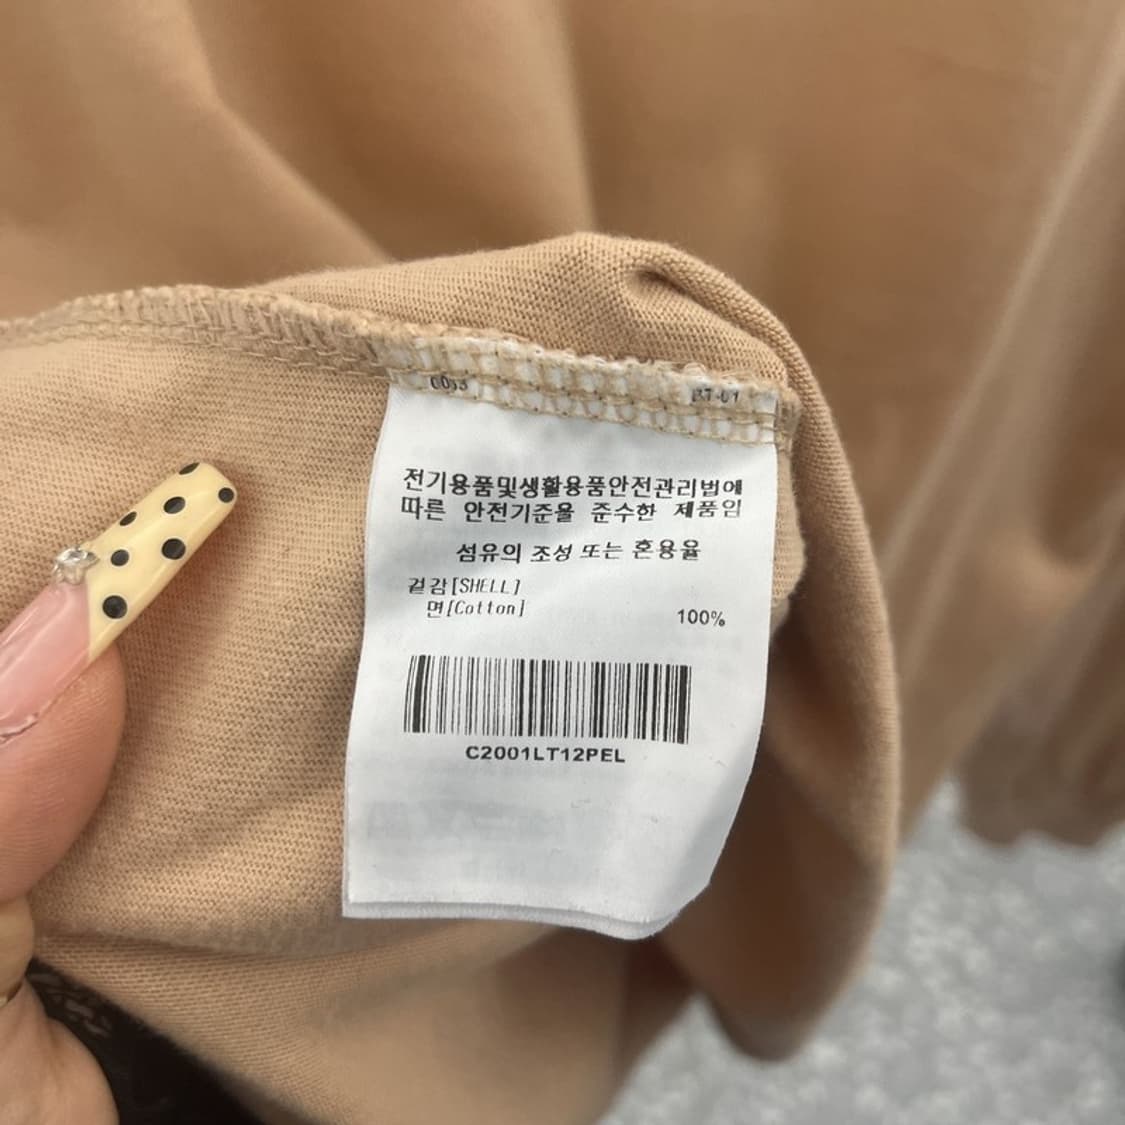 전기용품및생활용품안전관리법에
따른 안전기준을 준수한 제품임
섬유의 조성 또는 혼용율
겉감[SHELL]
면[Cotton] 100%
C2001LT12PEL